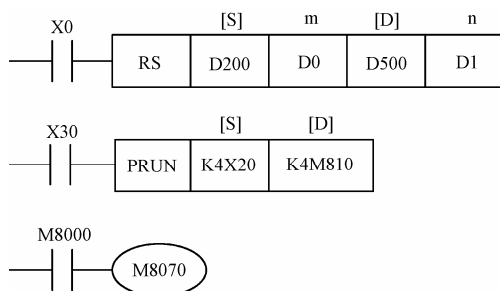 [S] m [D] n
X0
RS D200 D0 D500 D1
[S] [D]
X30
PRUN K4X20 K4M810
M8000
M8070